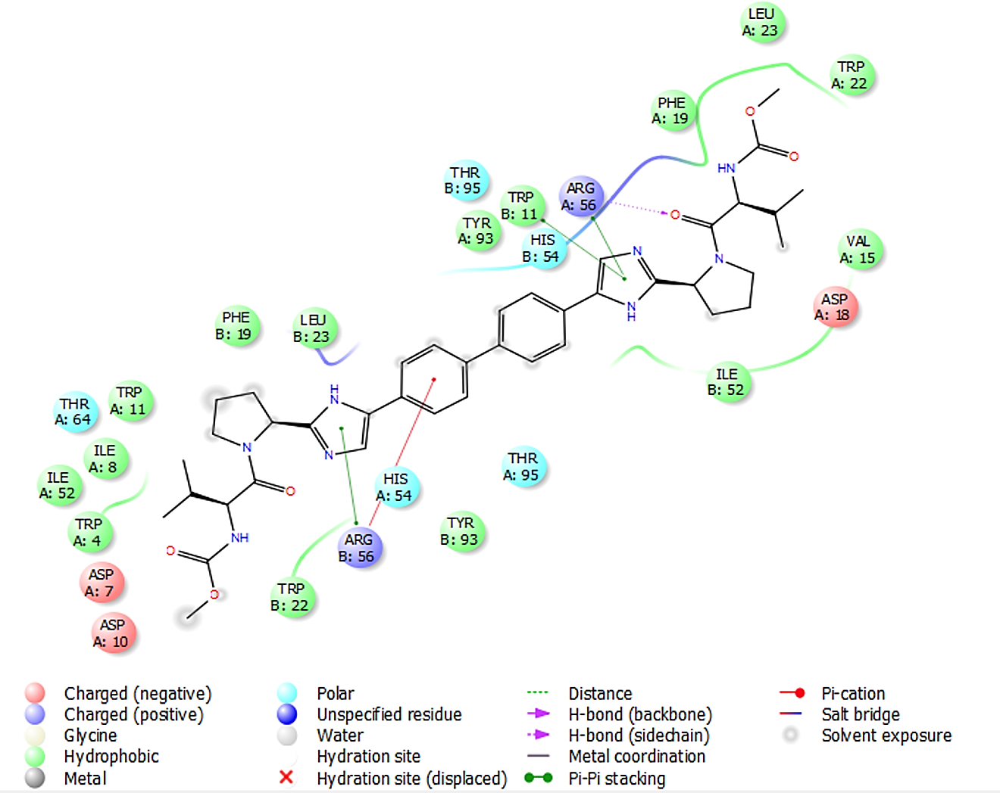 LEU
A: 23
TRP
A: 22
PHE
A: 19
O
O
HN
THR
B: 95
ARG
A: 56
TRP
B: 11
TYR
A: 93
HIS
B: 54
O
N
N
VAL
A: 15
ASP
A: 18
N
H
PHE
B: 19
LEU
B: 23
ILE
B: 52
H
N
THR
A: 64
TRP
A: 11
N
N
ILE
A: 8
ILE
A: 52
THR
A: 95
HIS
A: 54
O
TRP
A: 4
NH
O
ARG
B: 56
TYR
B: 93
ASP
A: 7
O
TRP
B: 22
ASP
A: 10
Charged (negative)
Charged (positive)
Glycine
Hydrophobic
Metal
Polar
Unspecified residue
Water
Hydration site
Hydration site (displaced)
Distance
H-bond (backbone)
H-bond (sidechain)
Metal coordination
Pi-Pi stacking
Pi-cation
Salt bridge
Solvent exposure